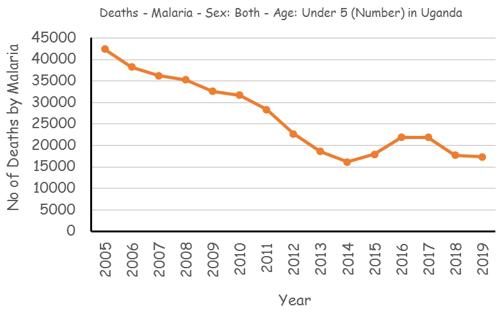 Deaths - Malaria - Sex: Both - Age: Under 5 (Number) in Uganda
No of Deaths by Malaria
45000
40000
35000
30000
25000
20000
15000
10000
5000
0
2005 2006 2007 2008 2009 2010 2011 2012 2013 2014 2015 2016 2017 2018 2019
Year